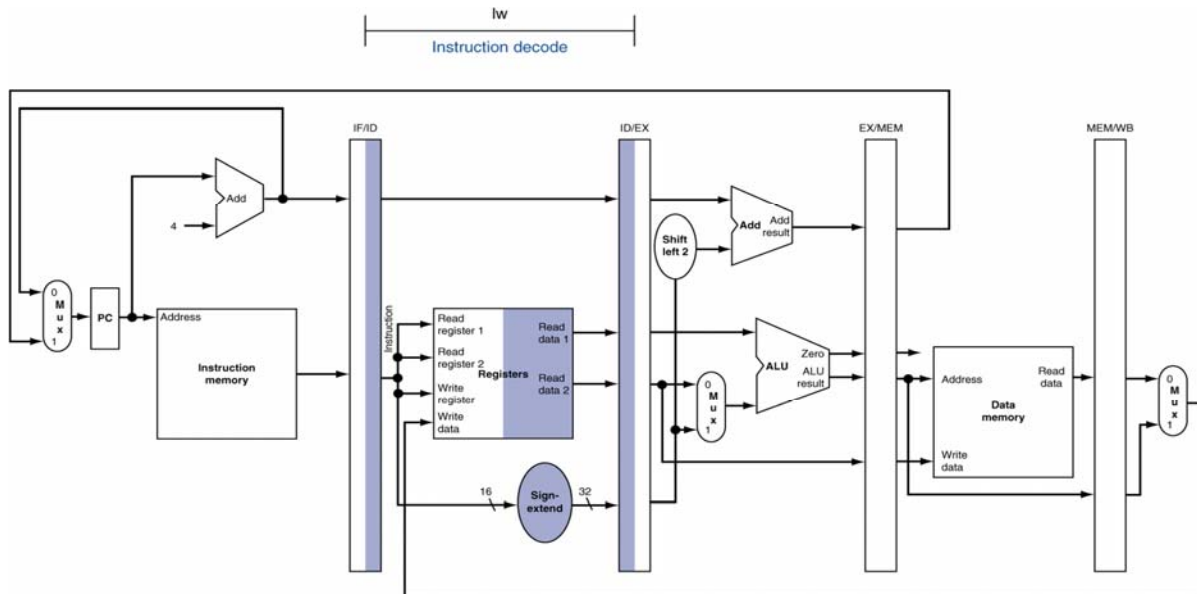 lw
Instruction decode
IF/ID
ID/EX
EX/MEM
MEM/WB
Add
4
Shift
left 2
Add
Add
result
0
M
u
x
1
PC
Address
Instruction
memory
Instruction
Read
register 1
Read
register 2
Write
register
Write
data
Registers
Read
data 1
Read
data 2
16
Sign-
extend
32
0
M
u
x
1
Zero
ALU
ALU
result
Address
Read
data
Data
memory
Write
data
0
M
u
x
1